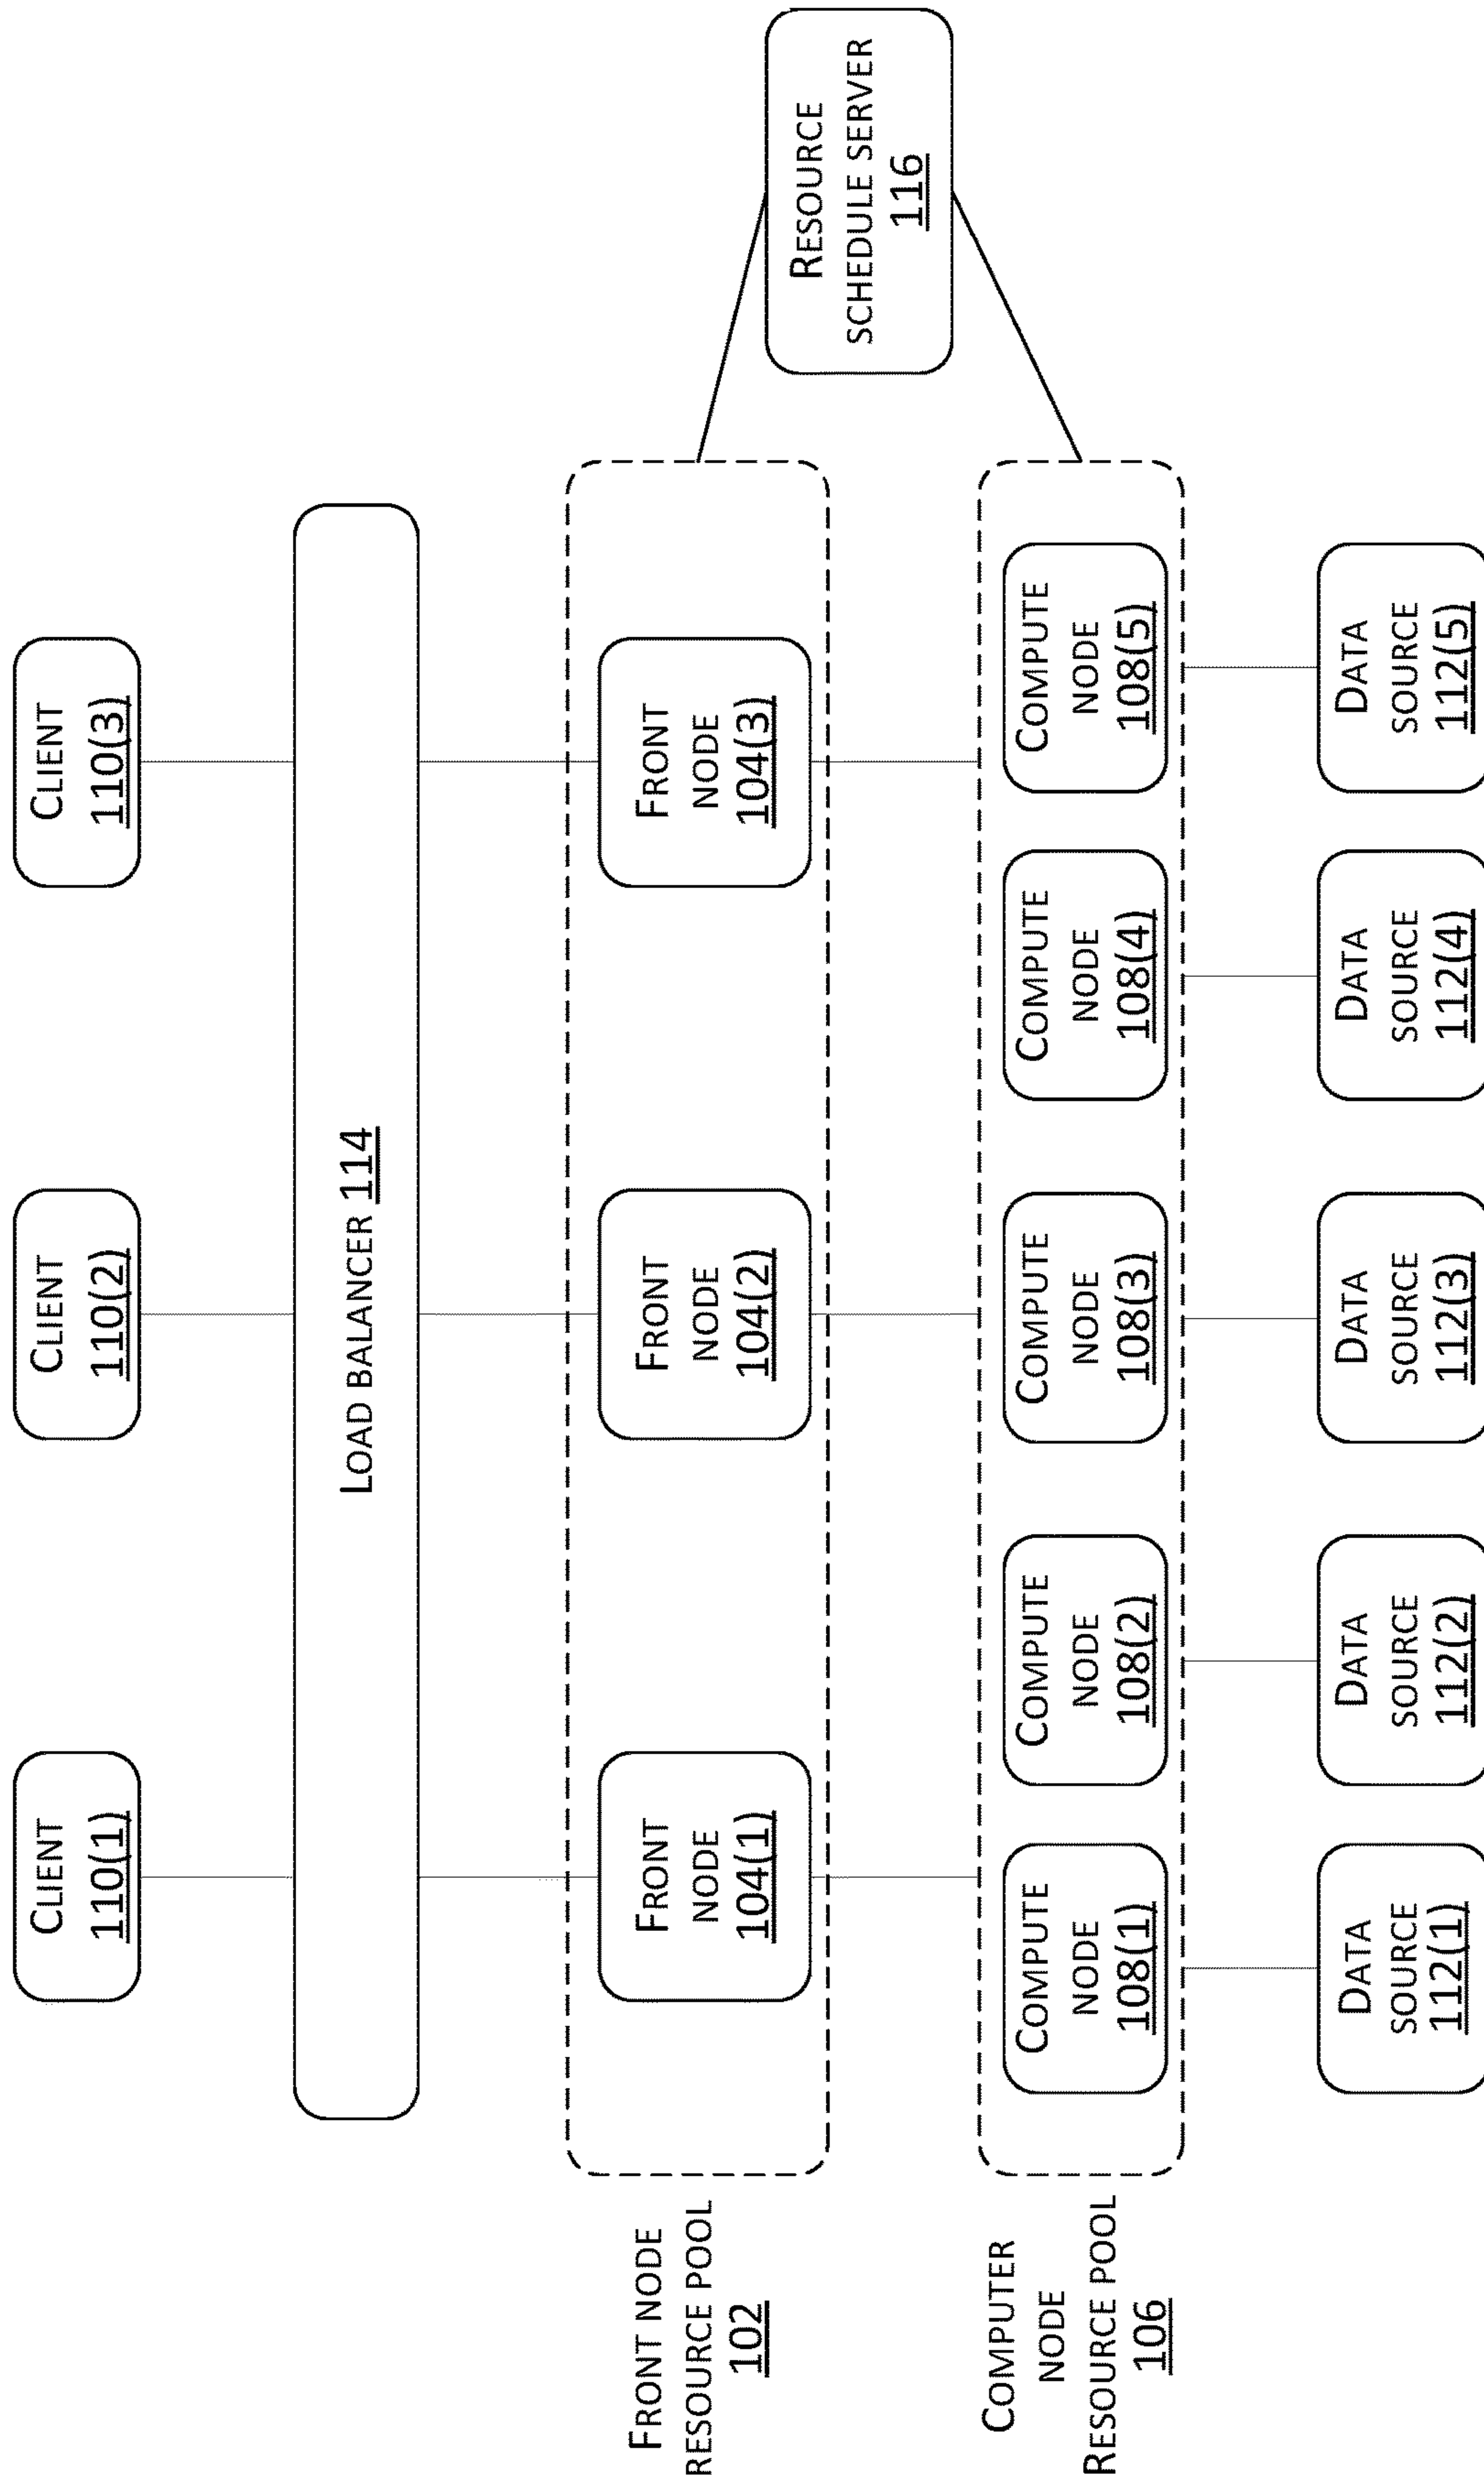 CLIENT
110(1)
CLIENT
110(2)
CLIENT
110(3)
LOAD BALANCER 114
FRONT NODE
RESOURCE POOL
102
FRONT
NODE
104(1)
FRONT
NODE
104(2)
FRONT
NODE
104(3)
RESOURCE
SCHEDULE SERVER
116
COMPUTER
NODE
RESOURCE POOL
106
COMPUTE
NODE
108(1)
COMPUTE
NODE
108(2)
COMPUTE
NODE
108(3)
COMPUTE
NODE
108(4)
COMPUTE
NODE
108(5)
DATA
SOURCE
112(1)
DATA
SOURCE
112(2)
DATA
SOURCE
112(3)
DATA
SOURCE
112(4)
DATA
SOURCE
112(5)